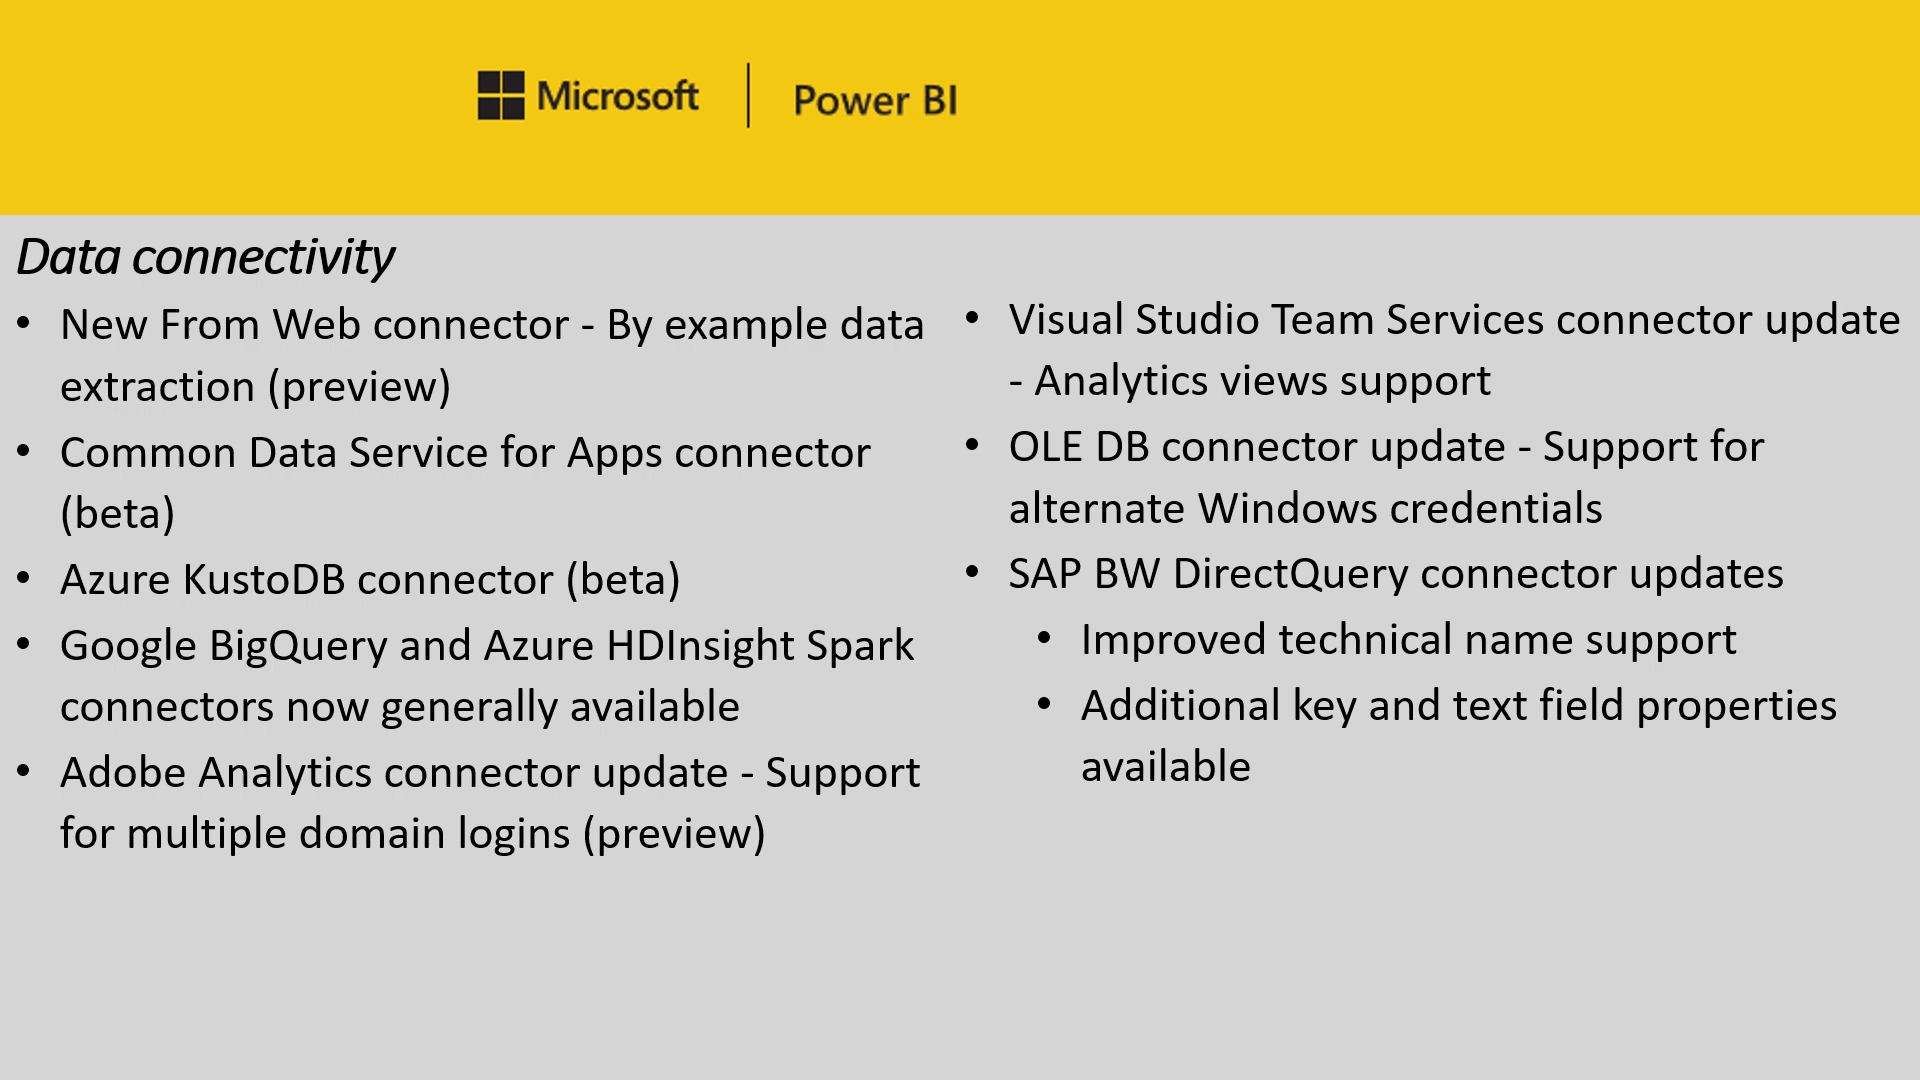 Microsoft | Power BI
Data connectivity
• New From Web connector - By example data
extraction (preview)
• Common Data Service for Apps connector
(beta)
• Azure KustoDB connector (beta)
• Google BigQuery and Azure HDInsight Spark
connectors now generally available
• Adobe Analytics connector update - Support
for multiple domain logins (preview)
• Visual Studio Team Services connector update
- Analytics views support
• OLE DB connector update - Support for
alternate Windows credentials
• SAP BW DirectQuery connector updates
• Improved technical name support
• Additional key and text field properties
available